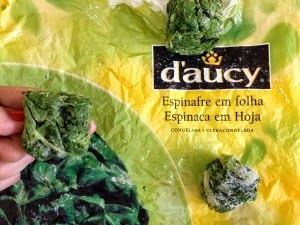 d'aucy
Espinafre em folha
Espinaca em Hoja
CONGELADA Y ULTRACONGELADA